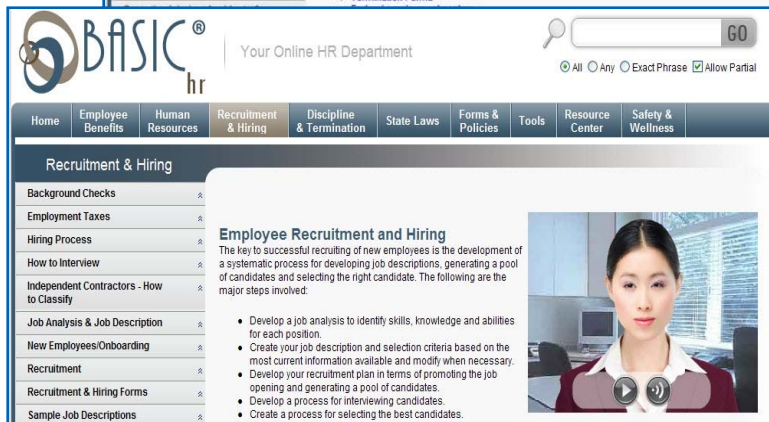 BASIC®
hr
Your Online HR Department
GO
All Any Exact Phrase Allow Partial
Home
Employee
Benefits
Human
Resources
Recruitment
& Hiring
Discipline
& Termination
State Laws
Forms &
Policies
Tools
Resource
Center
Safety &
Wellness
Recruitment & Hiring
Background Checks
Employment Taxes
Hiring Process
How to Interview
Independent Contractors - How
to Classify
Job Analysis & Job Description
New Employees/Onboarding
Recruitment
Recruitment & Hiring Forms
Sample Job Descriptions
Employee Recruitment and Hiring
The key to successful recruiting of new employees is the development of
a systematic process for developing job descriptions, generating a pool
of candidates and selecting the right candidate. The following are the
major steps involved:
• Develop a job analysis to identify skills, knowledge and abilities
for each position.
• Create your job description and selection criteria based on the
most current information available and modify when necessary.
• Develop your recruitment plan in terms of promoting the job
opening and generating a pool of candidates.
• Develop a process for interviewing candidates.
• Create a process for selecting the best candidates.